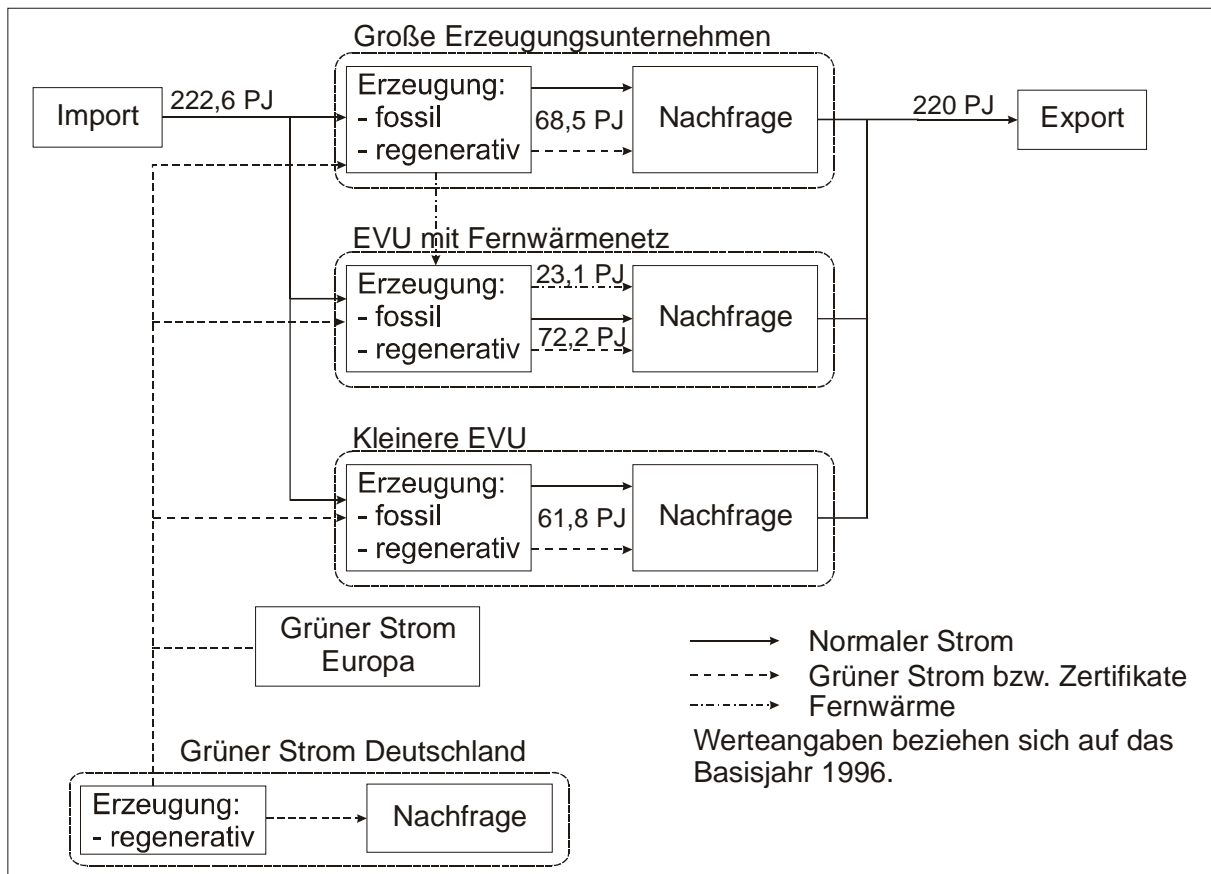 Große Erzeugungsunternehmen
Import
222,6 PJ
Erzeugung:
- fossil
- regenerativ
68,5 PJ
Nachfrage
220 PJ
Export
EVU mit Fernwärmenetz
Erzeugung:
- fossil
- regenerativ
23,1 PJ
72,2 PJ
Nachfrage
Kleinere EVU
Erzeugung:
- fossil
- regenerativ
61,8 PJ
Nachfrage
Grüner Strom
Europa
Normaler Strom
Grüner Strom bzw. Zertifikate
Fernwärme
Werteangaben beziehen sich auf das
Basisjahr 1996.
Grüner Strom Deutschland
Erzeugung:
- regenerativ
Nachfrage